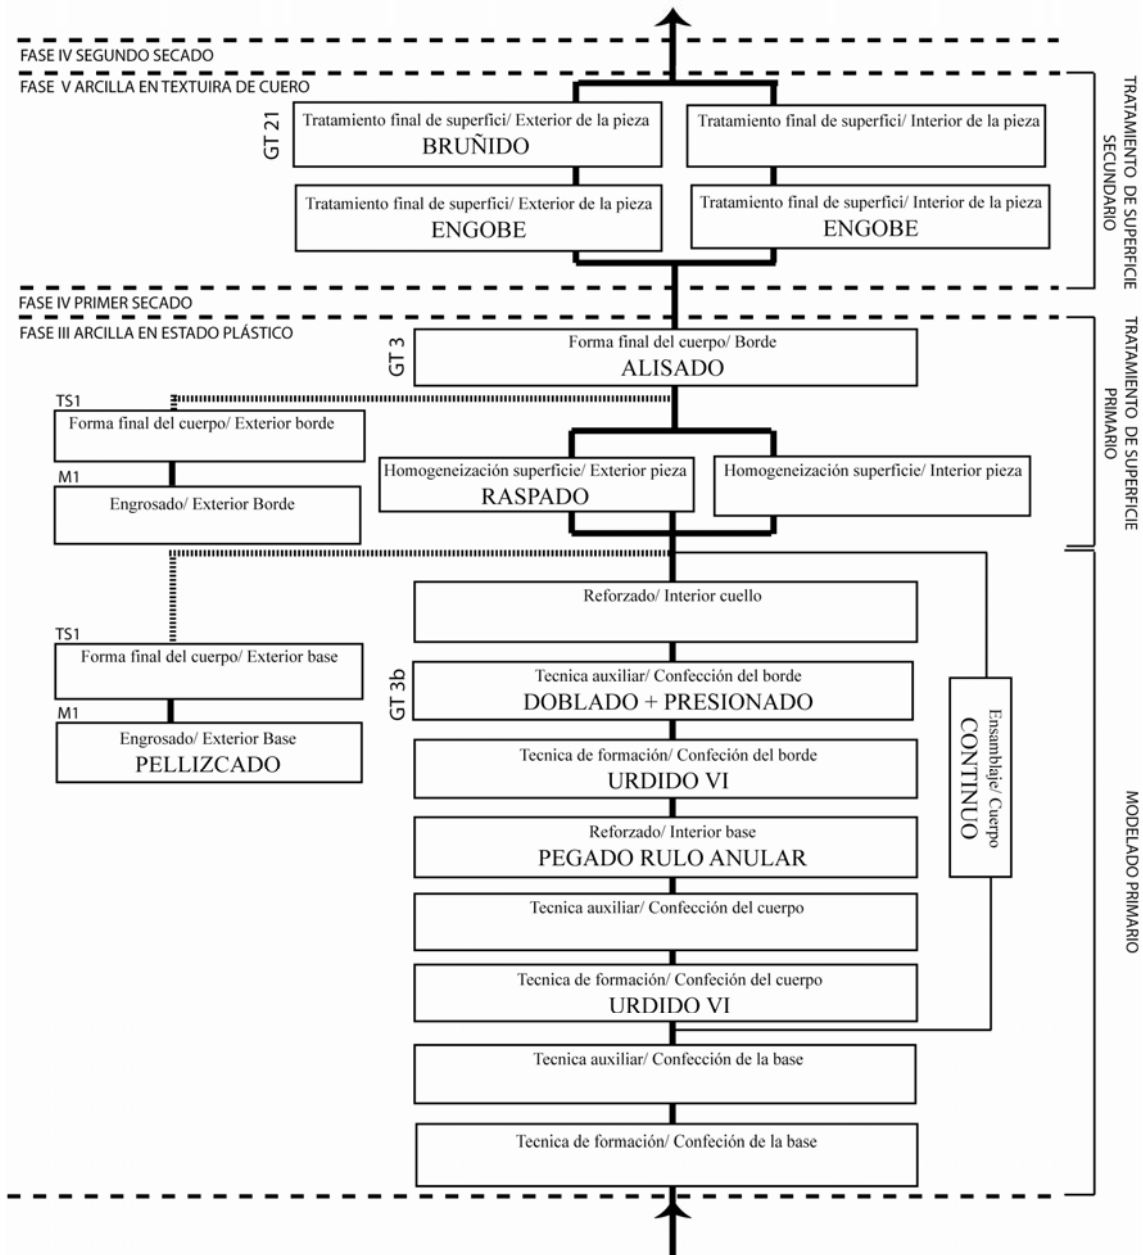 FASE IV SEGUNDO SECADO
FASE V ARCILLA EN TEXTUIRA DE CUERO
GT 21
Tratamiento final de superfici/ Exterior de la pieza
BRUÑIDO
Tratamiento final de superfici/ Interior de la pieza
Tratamiento final de superfici/ Exterior de la pieza
ENGOBE
Tratamiento final de superfici/ Interior de la pieza
ENGOBE
TRATAMIENTO DE SUPERFICIE
SECUNDARIO
FASE IV PRIMER SECADO
FASE III ARCILLA EN ESTADO PLÁSTICO
GT 3
Forma final del cuerpo/ Borde
ALISADO
TS1
Forma final del cuerpo/ Exterior borde
M1
Engrosado/ Exterior Borde
Homogeneización superficie/ Exterior pieza
RASPADO
Homogeneización superficie/ Interior pieza
TRATAMIENTO DE SUPERFICIE
PRIMARIO
Reforzado/ Interior cuello
TS1
Forma final del cuerpo/ Exterior base
M1
Engrosado/ Exterior Base
PELLIZCADO
GT 3b
Tecnica auxiliar/ Confección del borde
DOBLADO + PRESIONADO
Tecnica de formación/ Confeción del borde
URDIDO VI
Reforzado/ Interior base
PEGADO RULO ANULAR
Tecnica auxiliar/ Confección del cuerpo
Tecnica de formación/ Confeción del cuerpo
URDIDO VI
Tecnica auxiliar/ Confección de la base
Tecnica de formación/ Confeción de la base
Ensamblaje/ Cuerpo
CONTINUO
MODELADO PRIMARIO